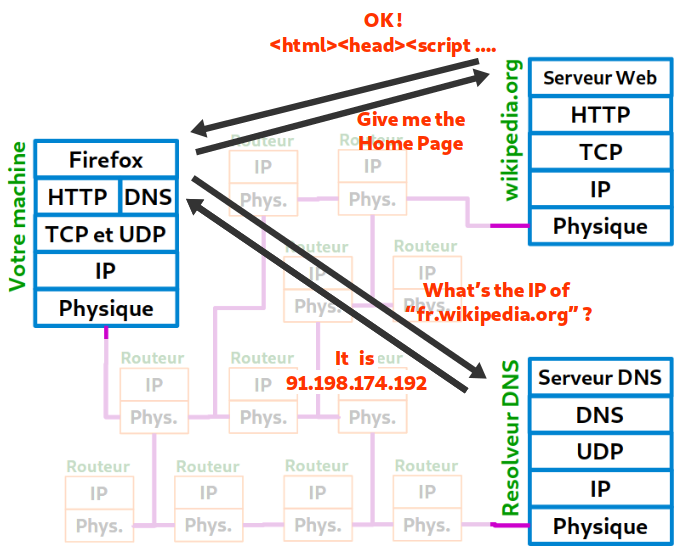 OK !
<html><head><script ....
Give me the
Home Page
wikipedia.org
Serveur Web
HTTP
TCP
IP
Physique
Votre machine
Firefox
HTTP DNS
TCP et UDP
IP
Physique
Routeur
IP
Phys.
Routeur
IP
Phys.
Routeur
IP
Phys.
Routeur
IP
Phys.
What's the IP of
“fr.wikipedia.org” ?
It is
91.198.174.192
Routeur
IP
Phys.
Routeur
IP
Phys.
Phys.
Resolveur DNS
Serveur DNS
DNS
UDP
IP
Physique
Routeur
IP
Phys.
Routeur
IP
Phys.
Routeur
IP
Phys.
Routeur
IP
Phys.